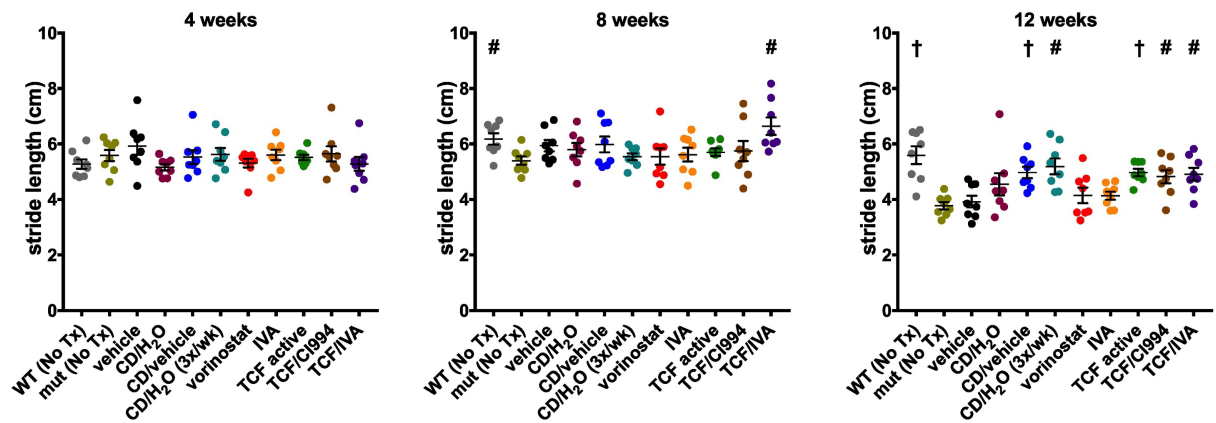 4 weeks
stride length (cm)
10
8
6
4
2
0
WT (No Tx)
mut (No Tx)
vehicle
CD/H2O
CD/vehicle
CD/H2O (3x/wk)
vorinostat
IVA
TCF active
TCF/CI994
TCF/IVA
8 weeks
stride length (cm)
10
8
6
4
2
0
#
#
WT (No Tx)
mut (No Tx)
vehicle
CD/H2O
CD/vehicle
CD/H2O (3x/wk)
vorinostat
IVA
TCF active
TCF/CI994
TCF/IVA
12 weeks
stride length (cm)
10
8
6
4
2
0
† † # † # #
WT (No Tx)
mut (No Tx)
vehicle
CD/H2O
CD/vehicle
CD/H2O (3x/wk)
vorinostat
IVA
TCF active
TCF/CI994
TCF/IVA